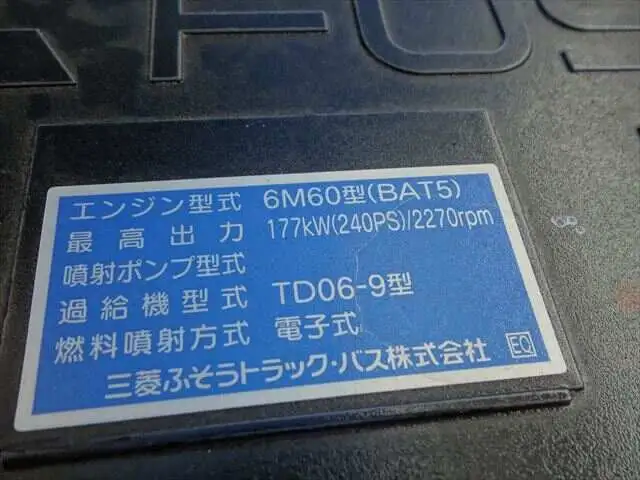 FUS
エンジン型式 6M60型(BAT5)
最高出力 177kW(240PS)/2270rpm
噴射ポンプ型式
過給機型式 TD06-9型
燃料噴射方式 電子式
三菱ふそうトラック・バス株式会社 EQ